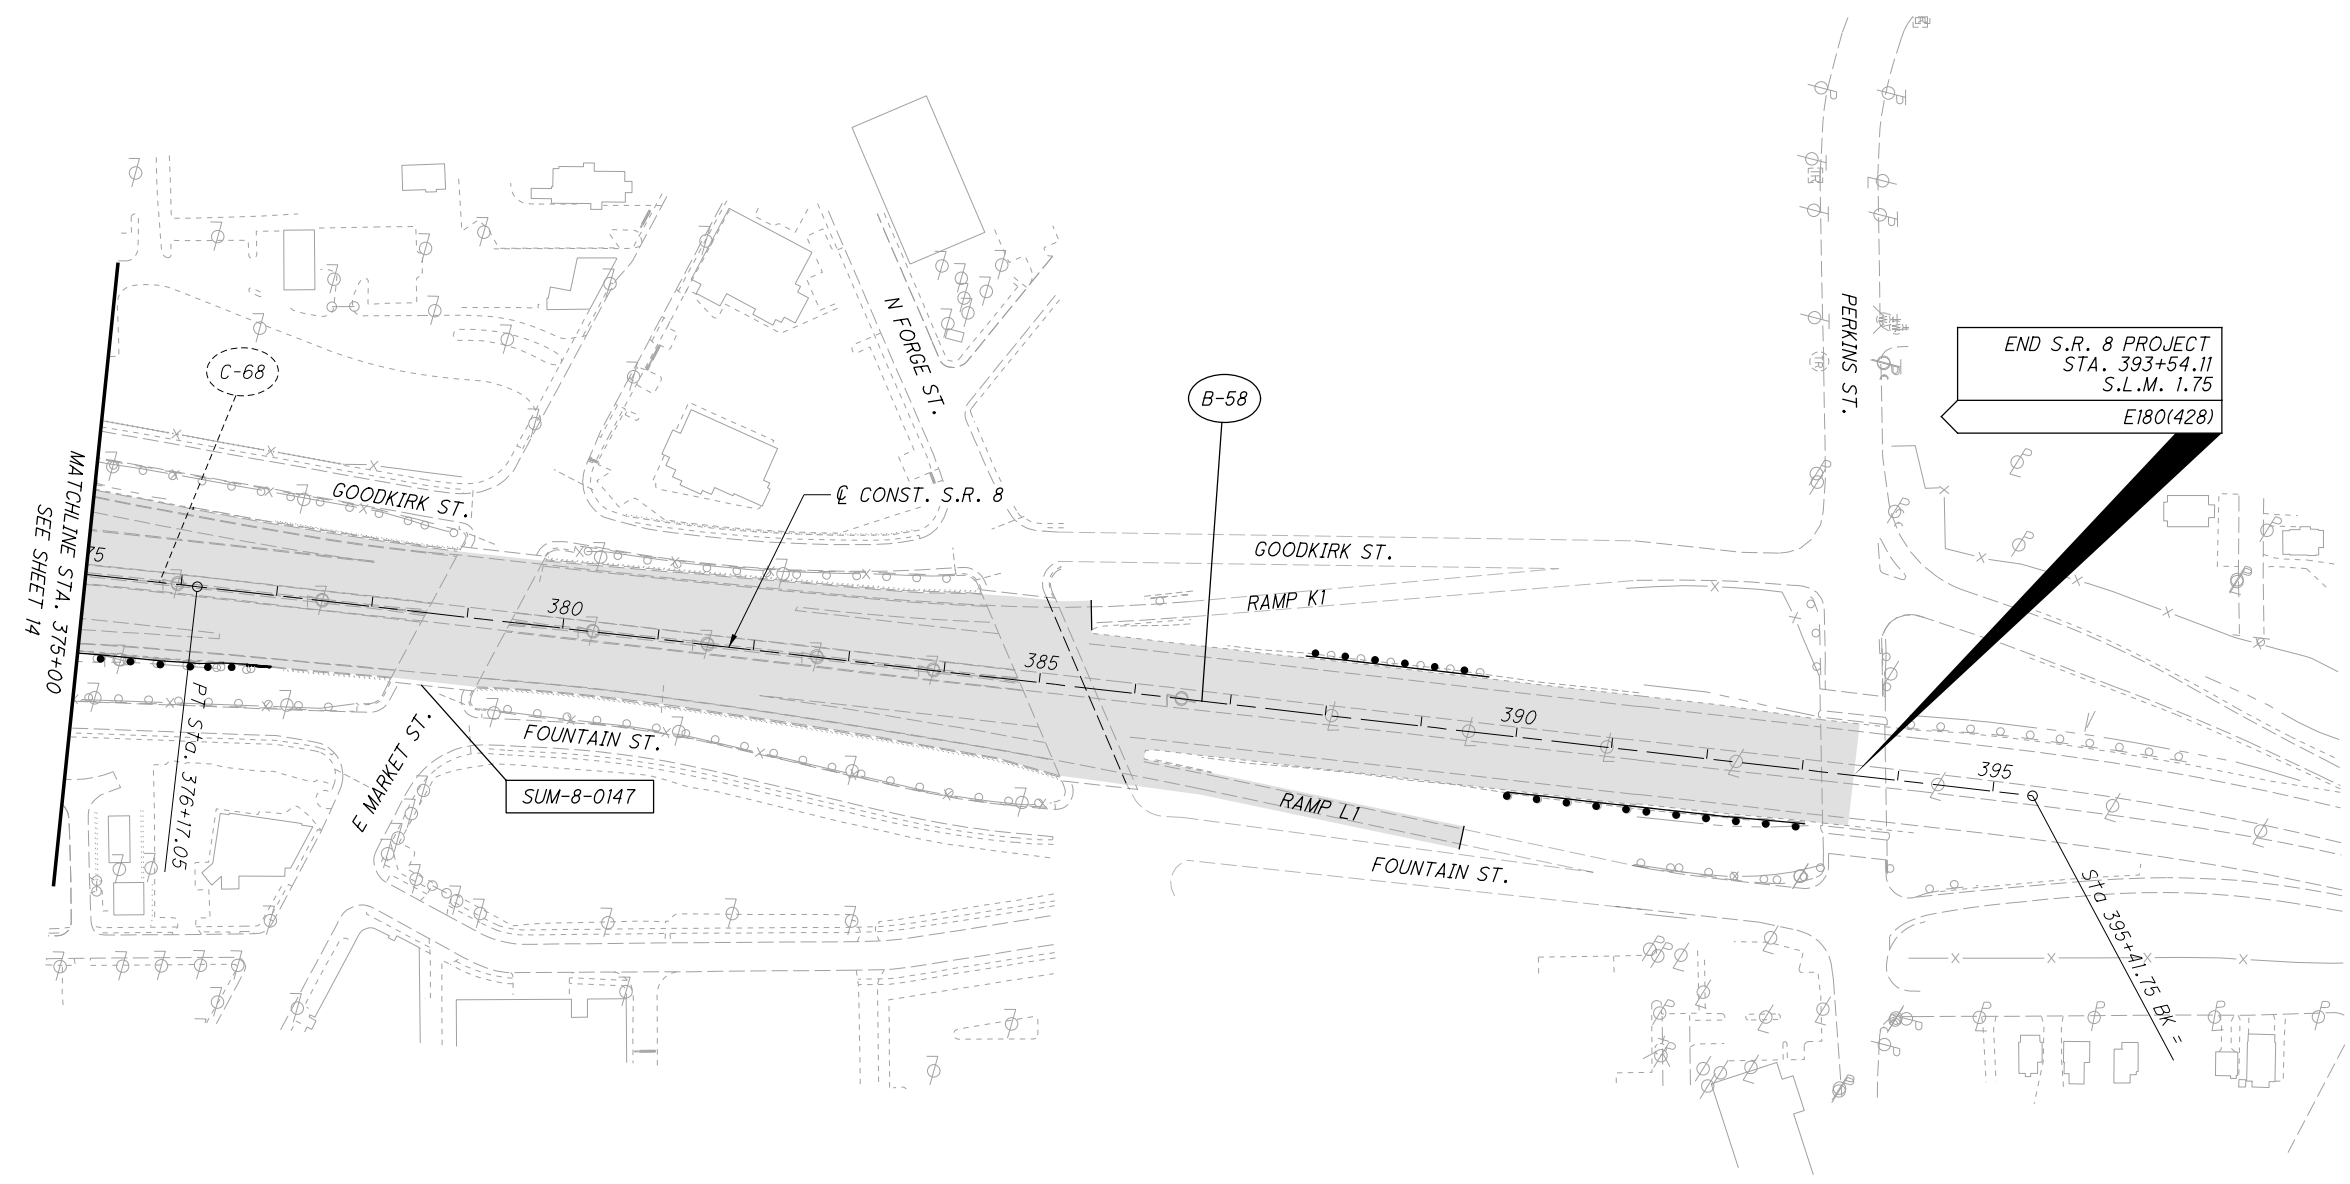 END S.R. 8 PROJECT
STA. 393+54.11
S.L.M. 1.75
E180(428)
PERKINS ST.
N FORGE ST.
C-68
B-58
MATCHLINE STA. 375+00
SEE SHEET 14
GOODKIRK ST.
℄ CONST. S.R. 8
GOODKIRK ST.
75
RAMP K1
380
385
390
395
PT Sta. 376+17.05
E MARKET ST.
FOUNTAIN ST.
SUM-8-0147
RAMP L1
FOUNTAIN ST.
Sta 395+41.75 BK =